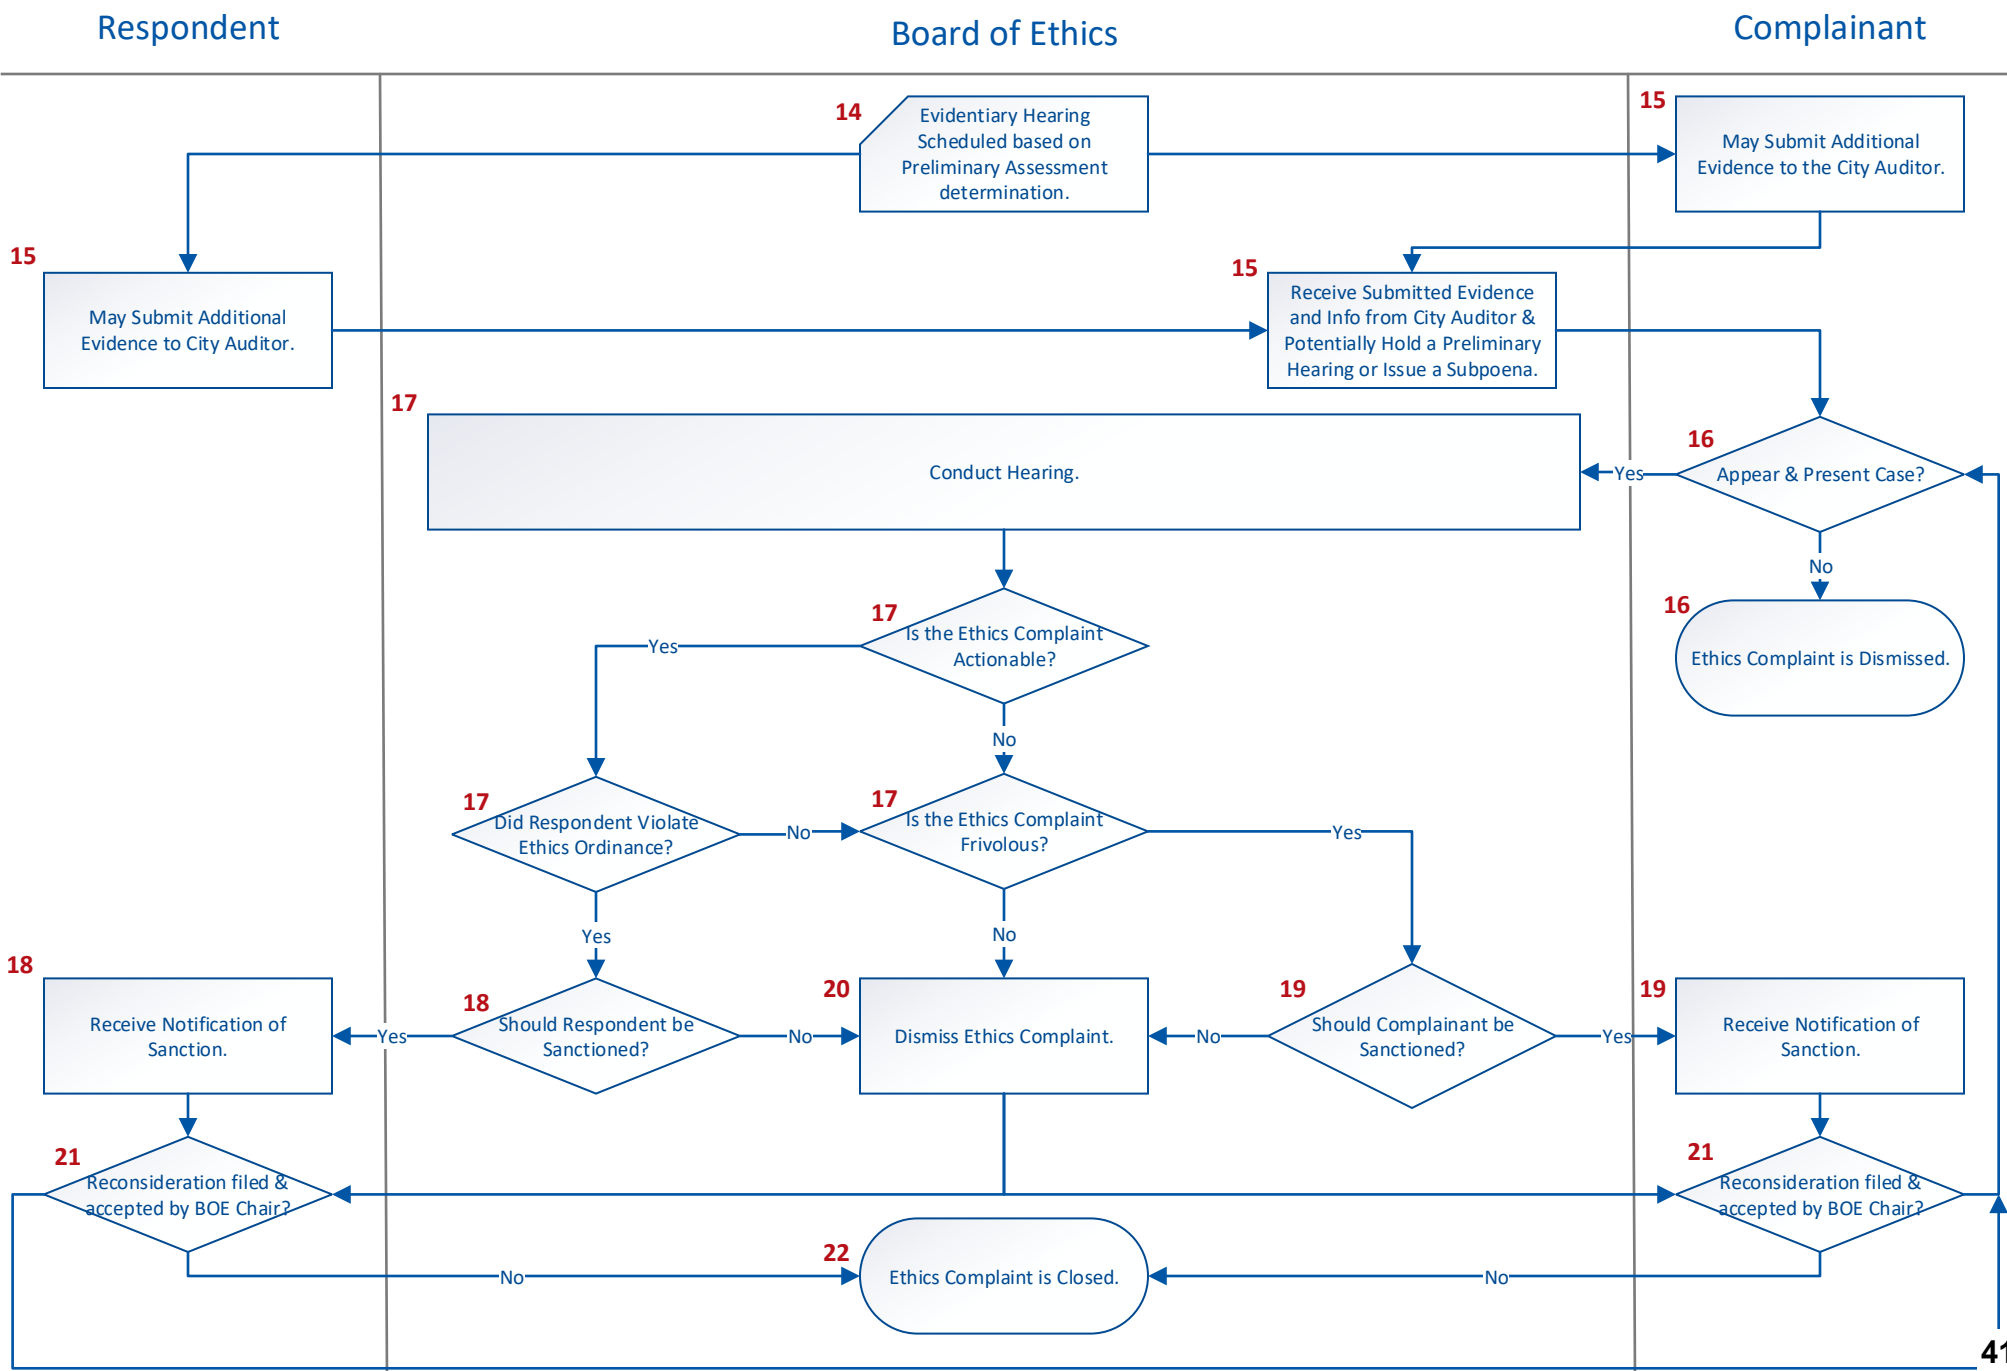 Respondent
Board of Ethics
Complainant
14
Evidentiary Hearing
Scheduled based on
Preliminary Assessment
determination.
15
May Submit Additional
Evidence to the City Auditor.
15
May Submit Additional
Evidence to City Auditor.
15
Receive Submitted Evidence
and Info from City Auditor &
Potentially Hold a Preliminary
Hearing or Issue a Subpoena.
17
Conduct Hearing.
Yes
16
Appear & Present Case?
No
16
Ethics Complaint is Dismissed.
17
Is the Ethics Complaint
Actionable?
Yes
No
17
Did Respondent Violate
Ethics Ordinance?
No
17
Is the Ethics Complaint
Frivolous?
Yes
Yes
No
18
Receive Notification of
Sanction.
Yes
18
Should Respondent be
Sanctioned?
No
20
Dismiss Ethics Complaint.
No
19
Should Complainant be
Sanctioned?
Yes
19
Receive Notification of
Sanction.
21
Reconsideration filed &
accepted by BOE Chair?
21
Reconsideration filed &
accepted by BOE Chair?
No
22
Ethics Complaint is Closed.
No
41